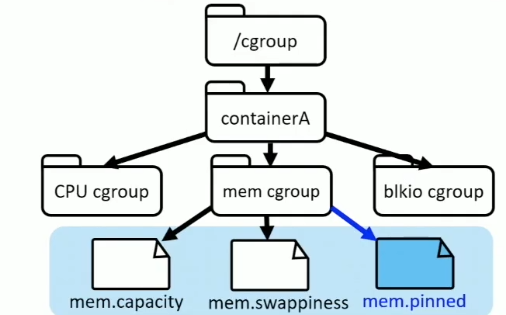 /cgroup
containerA
CPU cgroup
mem cgroup
blkio cgroup
mem.capacity
mem.swappiness
mem.pinned